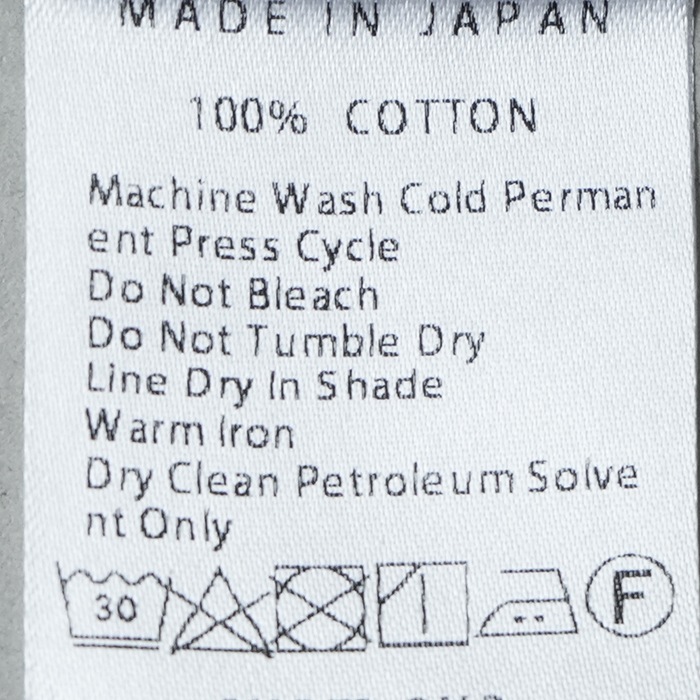 MADE IN JAPAN
100% COTTON
Machine Wash Cold Perman
ent Press Cycle
Do Not Bleach
Do Not Tumble Dry
Line Dry In Shade
Warm Iron
Dry Clean Petroleum Solve
nt Only
30 F